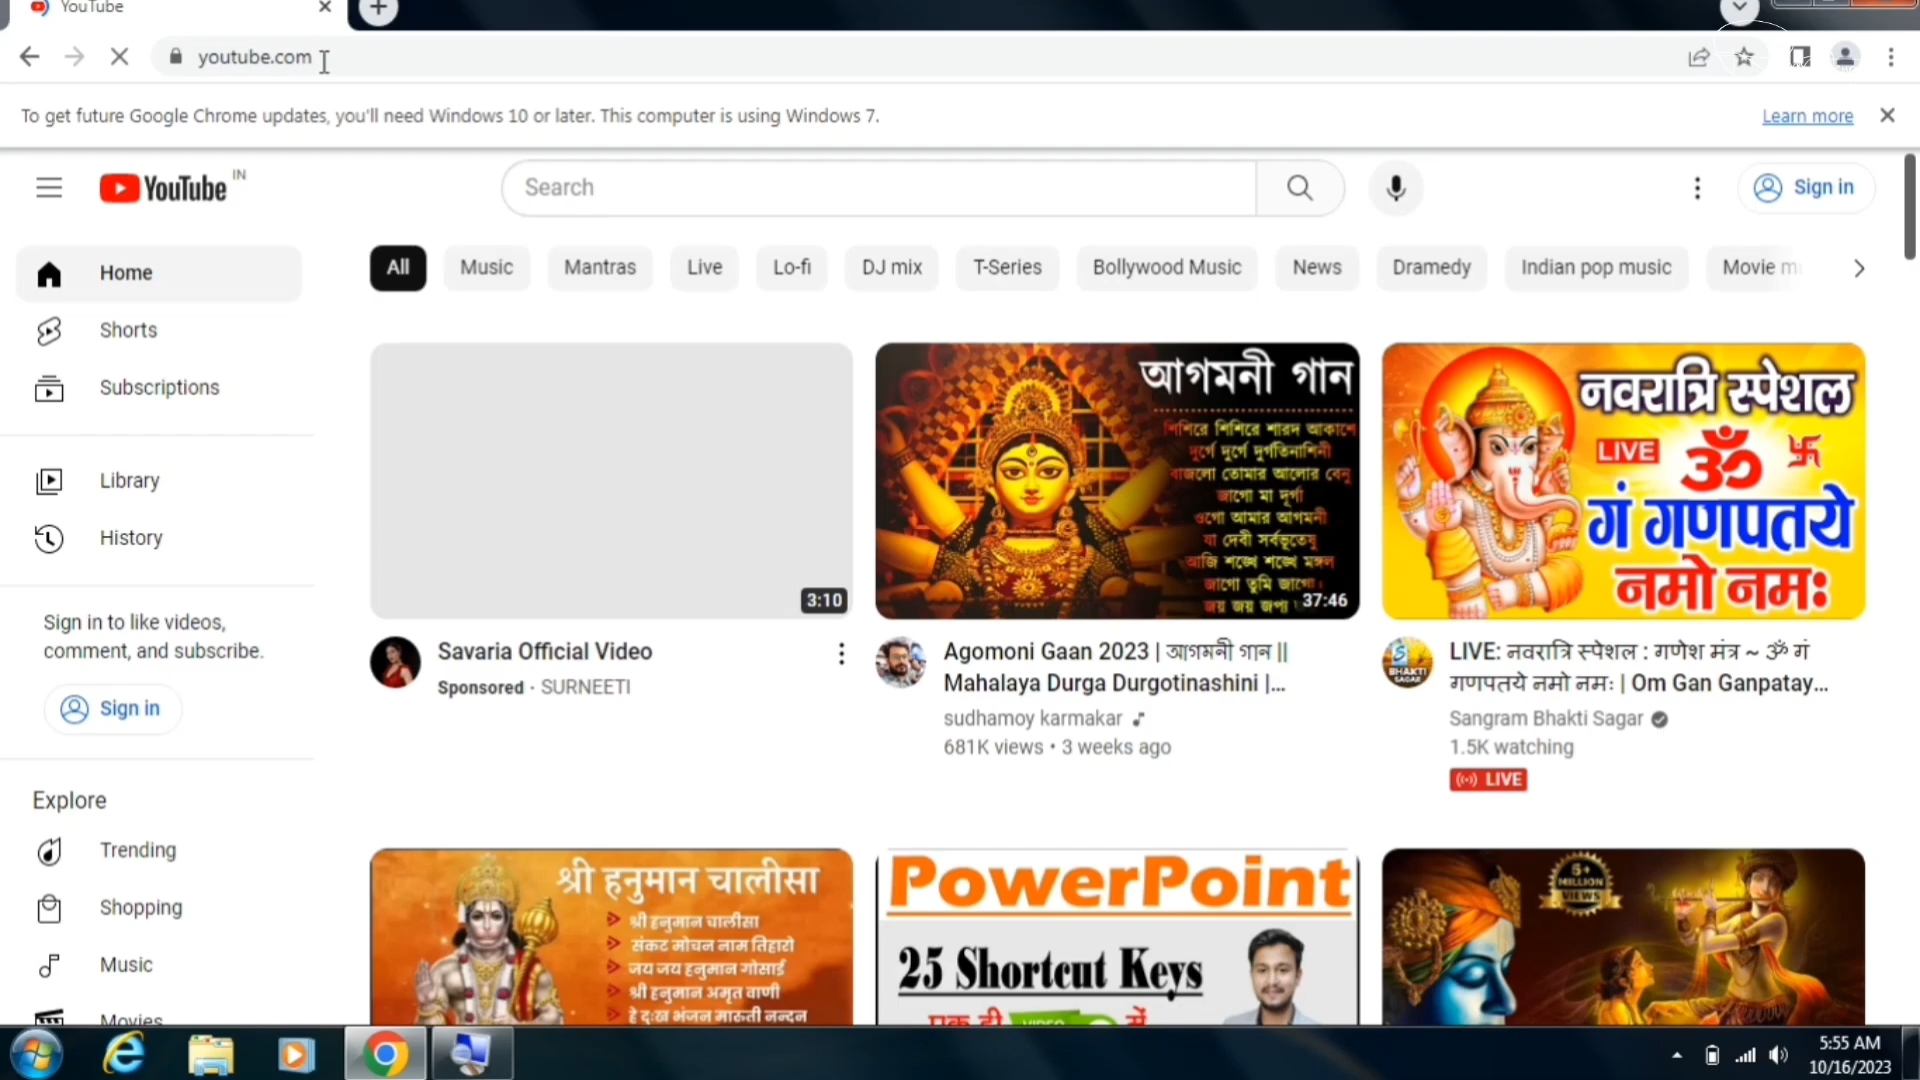 YouTube
youtube.com
To get future Google Chrome updates, you'll need Windows 10 or later. This computer is using Windows 7.
Learn more
YouTube IN
Search
Sign in
Home
Shorts
Subscriptions
Library
History
Sign in to like videos,
comment, and subscribe.
Sign in
Explore
Trending
Shopping
Music
Movies
All
Music
Mantras
Live
Lo-fi
DJ mix
T-Series
Bollywood Music
News
Dramedy
Indian pop music
Movie m
3:10
Savaria Official Video
Sponsored · SURNEETI
আগমনী গান
শিশিরে শিশিরে শারদ আকাশে
দুর্গে দুর্গে দুর্গতিনাশিনী
বাজলো তোমার আলোর বেনু
জাগো মা দূর্গা
ওগো আমার আগমনী
যা দেবী সর্বভূতেষু
আজি শঙ্খে শঙ্খে মঙ্গল
জাগো তুমি জাগো।
জয় জয় জপ্য
37:46
Agomoni Gaan 2023 | আগমনী গান ||
Mahalaya Durga Durgotinashini |...
sudhamoy karmakar
681K views • 3 weeks ago
नवरात्रि स्पेशल
LIVE ॐ 卐
गं गणपतये
नमो नमः
LIVE: नवरात्रि स्पेशल : गणेश मंत्र ~ ॐ गं
गणपतये नमो नमः | Om Gan Ganpatay...
BHAKTI
SAGAR
Sangram Bhakti Sagar
1.5K watching
LIVE
श्री हनुमान चालीसा
श्री हनुमान चालीसा
संकट मोचन नाम तिहारो
जय जय हनुमान गोसाई
श्री हनुमान अमृत वाणी
हे दुःख भंजन मारुती नन्दन
PowerPoint
25 Shortcut Keys
एक ही VIDEO में
5+
MILLION
VIEWS
5:55 AM
10/16/2023